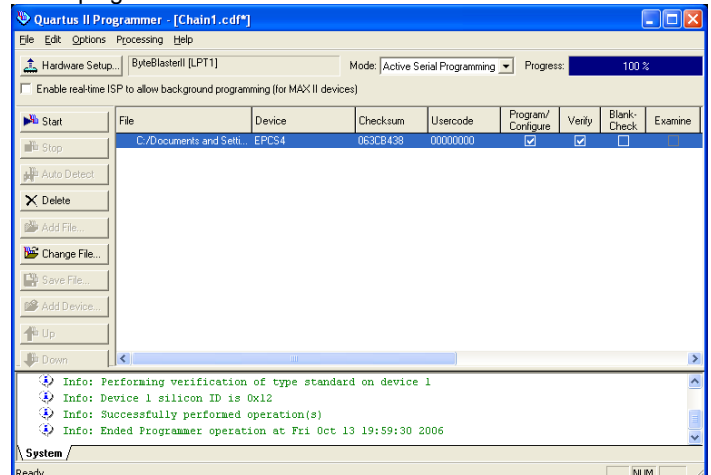 Quartus II Programmer - [Chain1.cdf*]
File Edit Options Processing Help
Hardware Setup... ByteBlasterII [LPT1] Mode: Active Serial Programming Progress: 100 %
Enable real-time ISP to allow background programming (for MAX II devices)
Start
Stop
Auto Detect
Delete
Add File...
Change File...
Save File...
Add Device...
Up
Down
File Device Checksum Usercode Program/ Configure Verify Blank- Check Examine
C:/Documents and Setti... EPCS4 063CB438 00000000
Info: Performing verification of type standard on device 1
Info: Device 1 silicon ID is 0x12
Info: Successfully performed operation(s)
Info: Ended Programmer operation at Fri Oct 13 19:59:30 2006
System
Ready NUM